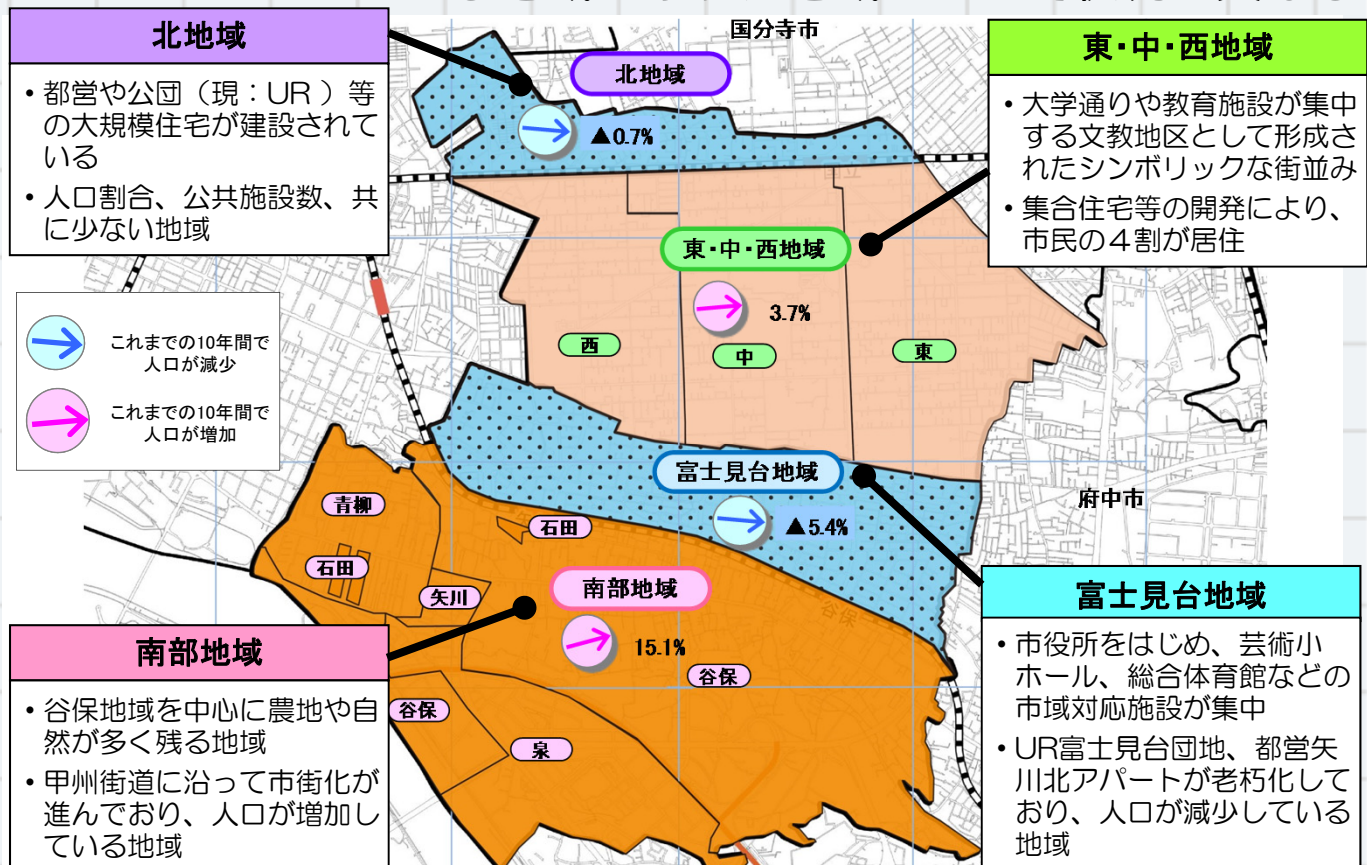 北地域
・都営や公団（現：UR ）等
の大規模住宅が建設されて
いる
・人口割合、公共施設数、共
に少ない地域
国分寺市
北地域
▲0.7%
東・中・西地域
・大学通りや教育施設が集中
する文教地区として形成さ
れたシンボリックな街並み
・集合住宅等の開発により、
市民の４割が居住
東・中・西地域
3.7%
西
中
東
これまでの10年間で
人口が減少
これまでの10年間で
人口が増加
富士見台地域
▲5.4%
府中市
青柳
石田
石田
矢川
南部地域
15.1%
谷保
谷保
谷保
泉
南部地域
・谷保地域を中心に農地や自
然が多く残る地域
・甲州街道に沿って市街化が
進んでおり、人口が増加し
ている地域
富士見台地域
・市役所をはじめ、芸術小
ホール、総合体育館などの
市域対応施設が集中
・UR富士見台団地、都営矢
川北アパートが老朽化して
おり、人口が減少している
地域